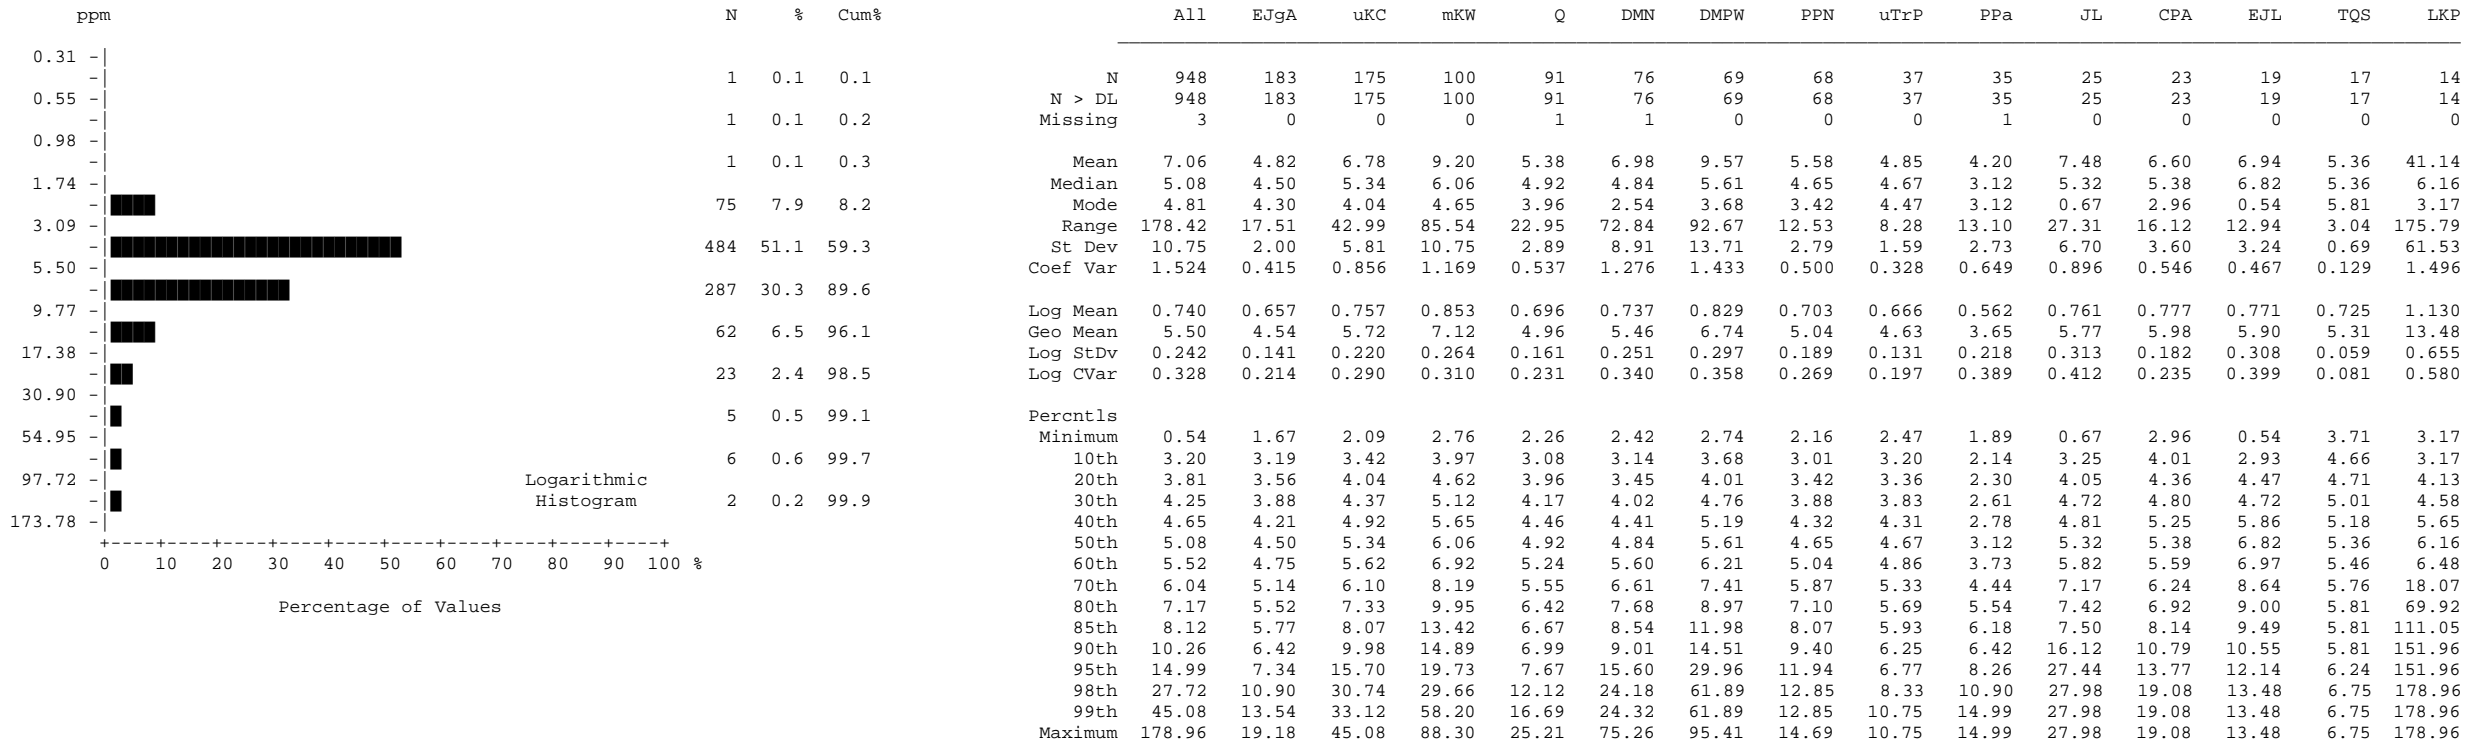 ppm N % Cum% All EJgA uKC mKW Q DMN DMPW PPN uTrP PPa JL CPA EJL TQS LKP
0.31
1 0.1 0.1 N 948 183 175 100 91 76 69 68 37 35 25 23 19 17 14
0.55 N > DL 948 183 175 100 91 76 69 68 37 35 25 23 19 17 14
1 0.1 0.2 Missing 3 0 0 0 1 1 0 0 0 1 0 0 0 0 0
0.98
1 0.1 0.3 Mean 7.06 4.82 6.78 9.20 5.38 6.98 9.57 5.58 4.85 4.20 7.48 6.60 6.94 5.36 41.14
1.74 Median 5.08 4.50 5.34 6.06 4.92 4.84 5.61 4.65 4.67 3.12 5.32 5.38 6.82 5.36 6.16
75 7.9 8.2 Mode 4.81 4.30 4.04 4.65 3.96 2.54 3.68 3.42 4.47 3.12 0.67 2.96 0.54 5.81 3.17
3.09 Range 178.42 17.51 42.99 85.54 22.95 72.84 92.67 12.53 8.28 13.10 27.31 16.12 12.94 3.04 175.79
484 51.1 59.3 St Dev 10.75 2.00 5.81 10.75 2.89 8.91 13.71 2.79 1.59 2.73 6.70 3.60 3.24 0.69 61.53
5.50 Coef Var 1.524 0.415 0.856 1.169 0.537 1.276 1.433 0.500 0.328 0.649 0.896 0.546 0.467 0.129 1.496
287 30.3 89.6
9.77 Log Mean 0.740 0.657 0.757 0.853 0.696 0.737 0.829 0.703 0.666 0.562 0.761 0.777 0.771 0.725 1.130
62 6.5 96.1 Geo Mean 5.50 4.54 5.72 7.12 4.96 5.46 6.74 5.04 4.63 3.65 5.77 5.98 5.90 5.31 13.48
17.38 Log StDv 0.242 0.141 0.220 0.264 0.161 0.251 0.297 0.189 0.131 0.218 0.313 0.182 0.308 0.059 0.655
23 2.4 98.5 Log CVar 0.328 0.214 0.290 0.310 0.231 0.340 0.358 0.269 0.197 0.389 0.412 0.235 0.399 0.081 0.580
30.90
5 0.5 99.1 Percntls
54.95 Minimum 0.54 1.67 2.09 2.76 2.26 2.42 2.74 2.16 2.47 1.89 0.67 2.96 0.54 3.71 3.17
6 0.6 99.7 10th 3.20 3.19 3.42 3.97 3.08 3.14 3.68 3.01 3.20 2.14 3.25 4.01 2.93 4.66 3.17
97.72 Logarithmic 20th 3.81 3.56 4.04 4.62 3.96 3.45 4.01 3.42 3.36 2.30 4.05 4.36 4.47 4.71 4.13
Histogram 2 0.2 99.9 30th 4.25 3.88 4.37 5.12 4.17 4.02 4.76 3.88 3.83 2.61 4.72 4.80 4.72 5.01 4.58
173.78 40th 4.65 4.21 4.92 5.65 4.46 4.41 5.19 4.32 4.31 2.78 4.81 5.25 5.86 5.18 5.65
50th 5.08 4.50 5.34 6.06 4.92 4.84 5.61 4.65 4.67 3.12 5.32 5.38 6.82 5.36 6.16
0 10 20 30 40 50 60 70 80 90 100 % 60th 5.52 4.75 5.62 6.92 5.24 5.60 6.21 5.04 4.86 3.73 5.82 5.59 6.97 5.46 6.48
70th 6.04 5.14 6.10 8.19 5.55 6.61 7.41 5.87 5.33 4.44 7.17 6.24 8.64 5.76 18.07
Percentage of Values 80th 7.17 5.52 7.33 9.95 6.42 7.68 8.97 7.10 5.69 5.54 7.42 6.92 9.00 5.81 69.92
85th 8.12 5.77 8.07 13.42 6.67 8.54 11.98 8.07 5.93 6.18 7.50 8.14 9.49 5.81 111.05
90th 10.26 6.42 9.98 14.89 6.99 9.01 14.51 9.40 6.25 6.42 16.12 10.79 10.55 5.81 151.96
95th 14.99 7.34 15.70 19.73 7.67 15.60 29.96 11.94 6.77 8.26 27.44 13.77 12.14 6.24 151.96
98th 27.72 10.90 30.74 29.66 12.12 24.18 61.89 12.85 8.33 10.90 27.98 19.08 13.48 6.75 178.96
99th 45.08 13.54 33.12 58.20 16.69 24.32 61.89 12.85 10.75 14.99 27.98 19.08 13.48 6.75 178.96
Maximum 178.96 19.18 45.08 88.30 25.21 75.26 95.41 14.69 10.75 14.99 27.98 19.08 13.48 6.75 178.96